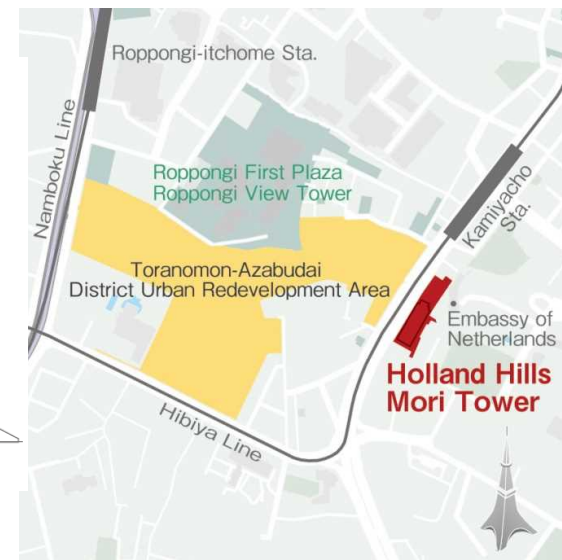 Roppongi-itchome Sta.
Namboku Line
Roppongi First Plaza
Roppongi View Tower
Kamiyacho
Sta.
Toranomon-Azabudai
District Urban Redevelopment Area
Embassy of
Netherlands
Holland Hills
Mori Tower
Hibiya Line